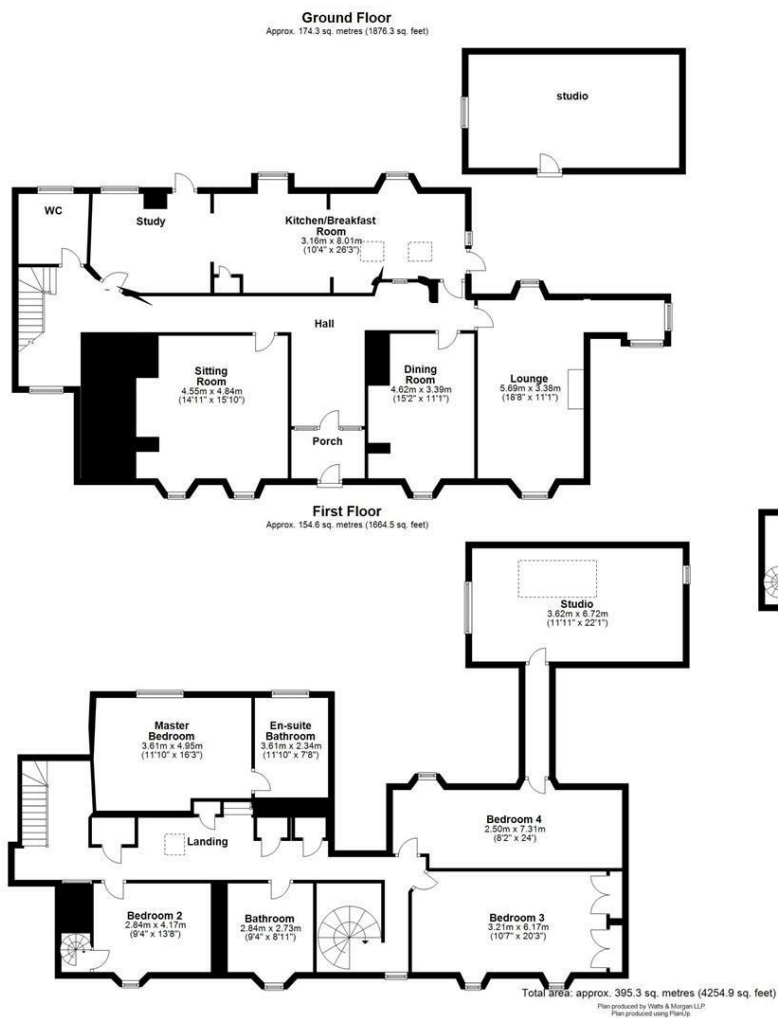 Ground Floor
Approx. 174.3 sq. metres (1876.3 sq. feet)
studio
WC
Study
Kitchen/Breakfast
Room
3.16m x 8.01m
(10'4" x 26'3")
Hall
Sitting
Room
4.55m x 4.84m
(14'11" x 15'10")
Dining
Room
4.62m x 3.39m
(15'2" x 11'1")
Lounge
5.69m x 3.38m
(18'8" x 11'1")
Porch
First Floor
Approx. 154.6 sq. metres (1664.5 sq. feet)
Studio
3.62m x 6.72m
(11'11" x 22'1")
Master
Bedroom
3.61m x 4.95m
(11'10" x 16'3")
En-suite
Bathroom
3.61m x 2.34m
(11'10" x 7'8")
Landing
Bedroom 4
2.50m x 7.31m
(8'2" x 24')
Bedroom 2
2.84m x 4.17m
(9'4" x 13'8")
Bathroom
2.84m x 2.73m
(9'4" x 8'11")
Bedroom 3
3.21m x 6.17m
(10'7" x 20'3")
Total area: approx. 395.3 sq. metres (4254.9 sq. feet)
Plan produced by Watts & Morgan LLP
Plan produced using PlanUp.